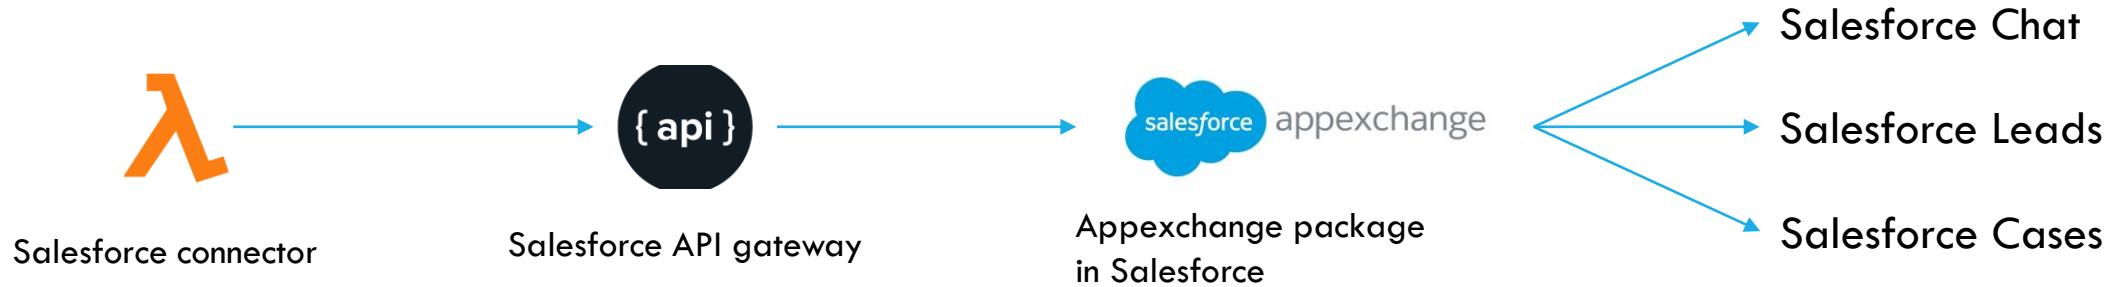 Salesforce Chat
{ api }
salesforce appexchange
Salesforce Leads
Salesforce connector
Salesforce API gateway
Appexchange package
in Salesforce
Salesforce Cases